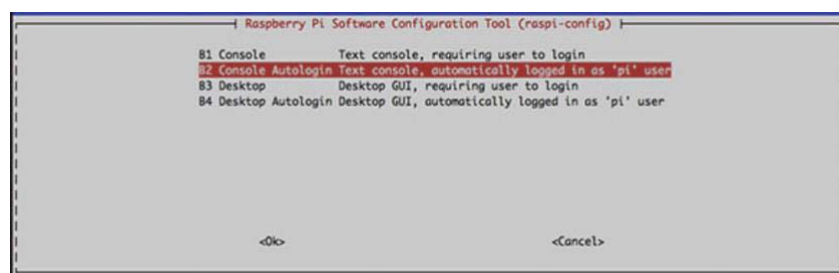 Raspberry Pi Software Configuration Tool (raspi-config)
B1 Console Text console, requiring user to login
B2 Console Autologin Text console, automatically logged in as 'pi' user
B3 Desktop Desktop GUI, requiring user to login
B4 Desktop Autologin Desktop GUI, automatically logged in as 'pi' user
<Ok> <Cancel>